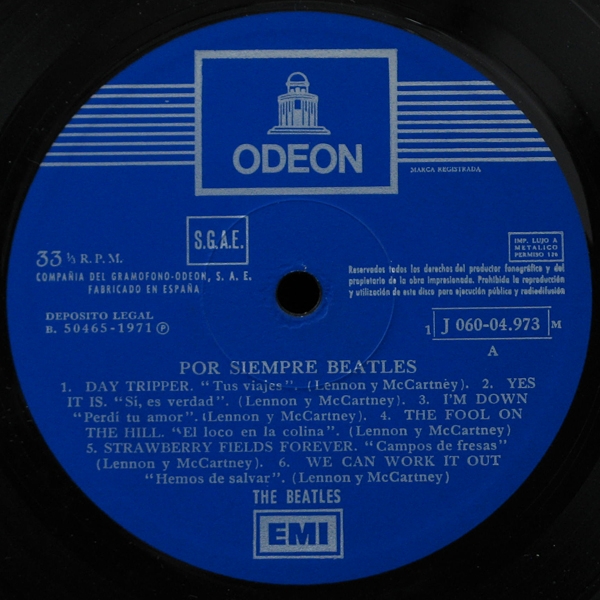 ODEON
MARCA REGISTRADA
S.G.A.E.
33 1/3 R. P. M.
COMPAÑIA DEL GRAMOFONO-ODEON, S. A. E.
FABRICADO EN ESPAÑA
IMP. LUJO A
METALICO
PERMISO 126
Reservados todos los derechos del productor fonográfico y del
propietario de la obra impresionada. Prohibida la reproducción
y utilización de este disco para ejecución pública y radiodifusión
DEPOSITO LEGAL
B. 50465-1971 Ⓟ
1 J 060-04.973 M
A
POR SIEMPRE BEATLES
1. DAY TRIPPER. "Tus viajes". (Lennon y McCartney). 2. YES
IT IS. "Si, es verdad". (Lennon y McCartney). 3. I'M DOWN
"Perdi tu amor". (Lennon y McCartney). 4. THE FOOL ON
THE HILL. "El loco en la colina". (Lennon y McCartney)
5. STRAWBERRY FIELDS FOREVER. "Campos de fresas"
(Lennon y McCartney). 6. WE CAN WORK IT OUT
"Hemos de salvar". (Lennon y McCartney)
THE BEATLES
EMI